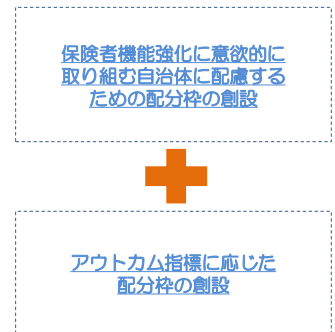 保険者機能強化に意欲的に
取り組む自治体に配慮する
ための配分枠の創設
アウトカム指標に応じた
配分枠の創設